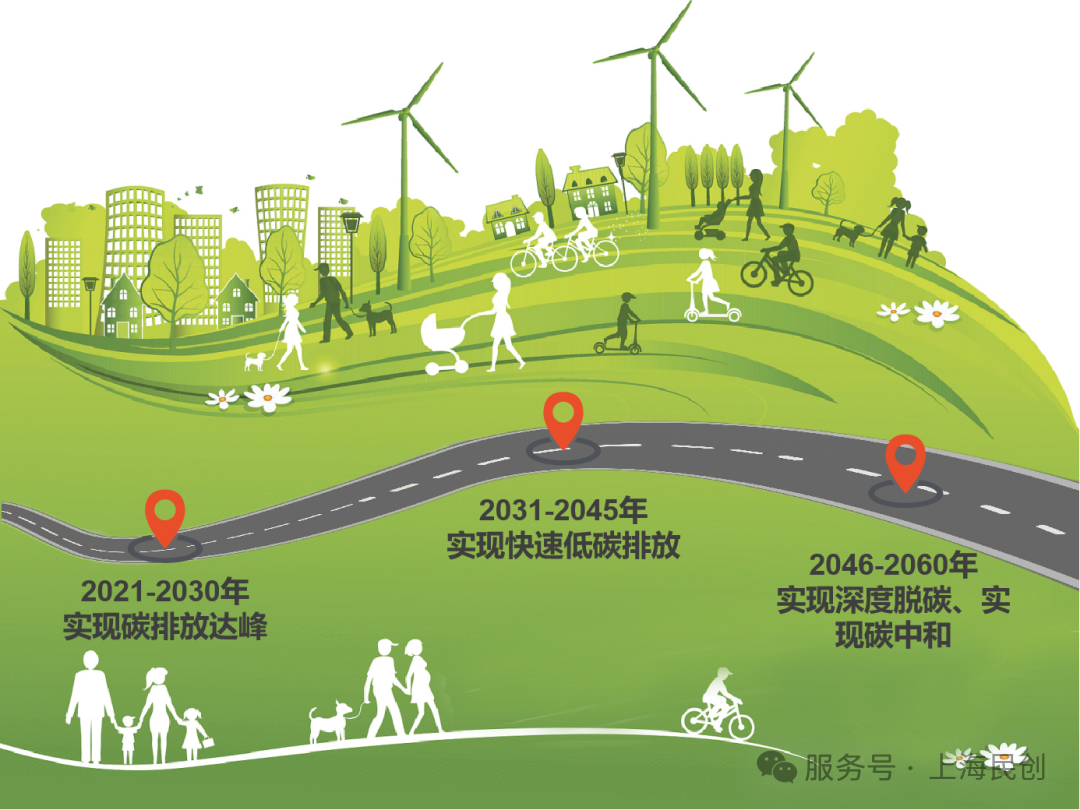 2021-2030年
实现碳排放达峰
2031-2045年
实现快速低碳排放
2046-2060年
实现深度脱碳、实
现碳中和
服务号 · 上海民创